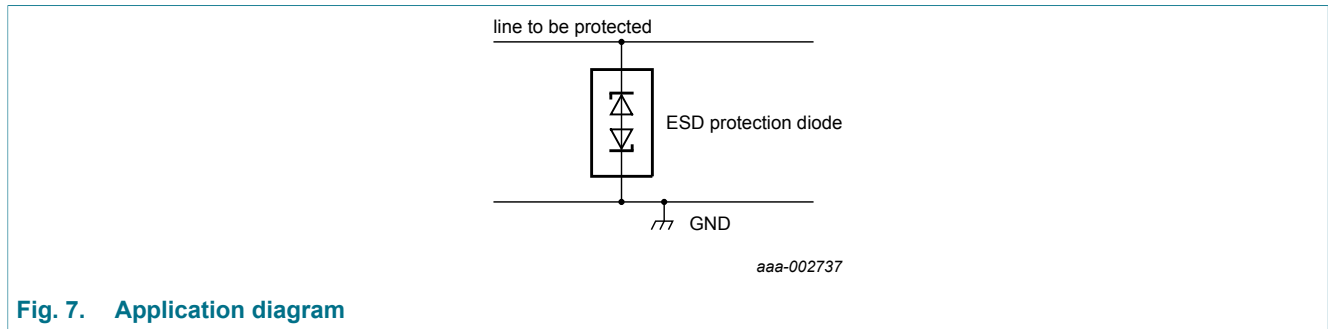 line to be protected
ESD protection diode
GND
aaa-002737
Fig. 7. Application diagram